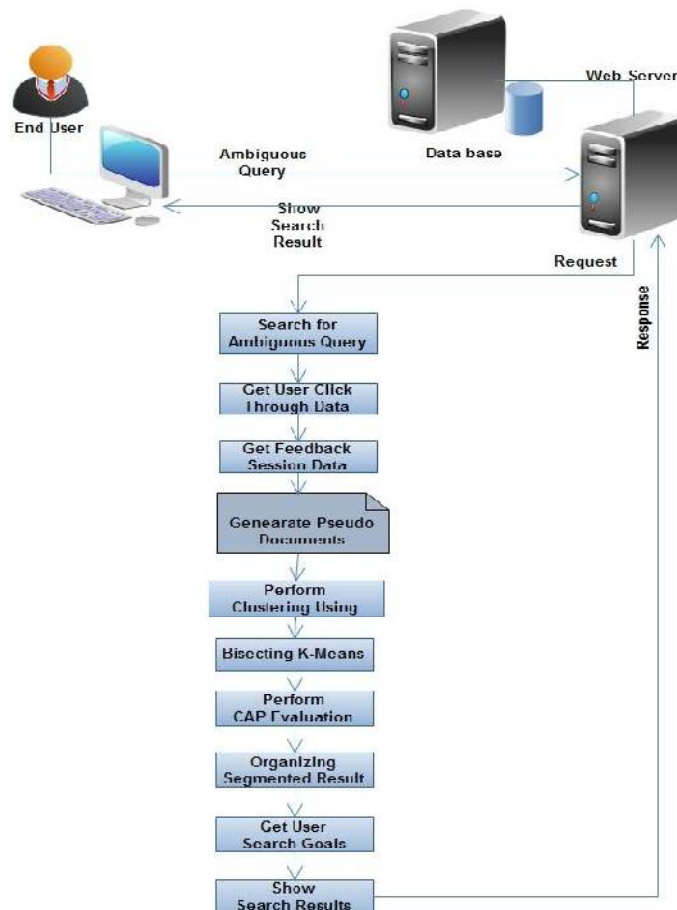 Web Server
End User
Data base
Ambiguous
Query
Show
Search
Result
Request
Response
Search for
Ambiguous Query
Get User Click
Through Data
Get Feedback
Session Data
Genearate Pseudo
Documents
Perform
Clustering Using
Bisecting K-Means
Perform
CAP Evaluation
Organizing
Segmented Result
Get User
Search Goals
Show
Search Results